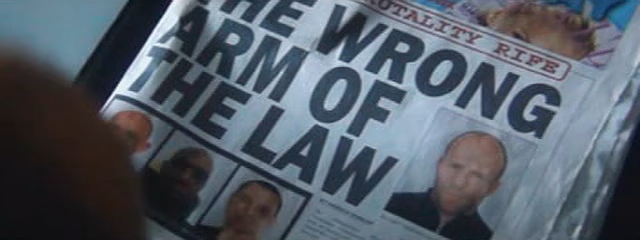 BRUTALITY RIFE
THE WRONG
ARM OF
THE LAW